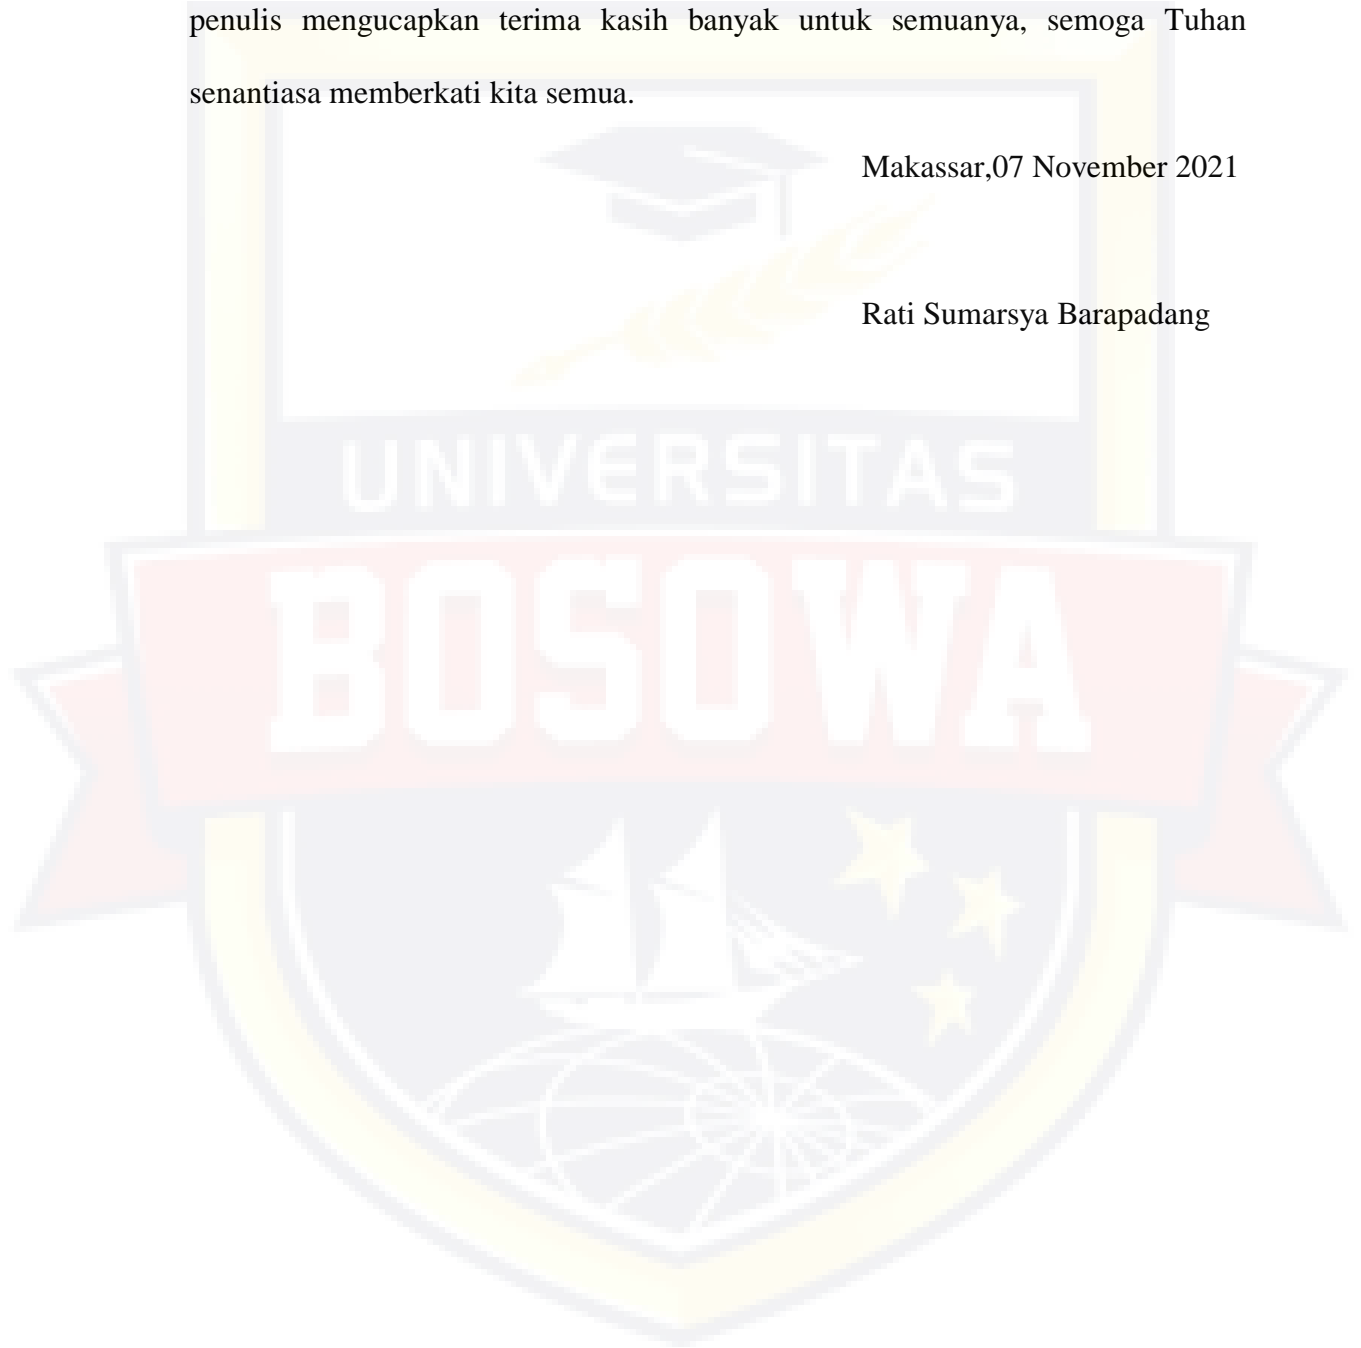 penulis mengucapkan terima kasih banyak untuk semuanya, semoga Tuhan
senantiasa memberkati kita semua.
Makassar,07 November 2021
Rati Sumarsya Barapadang
UNIVERSITAS
BOSOWA